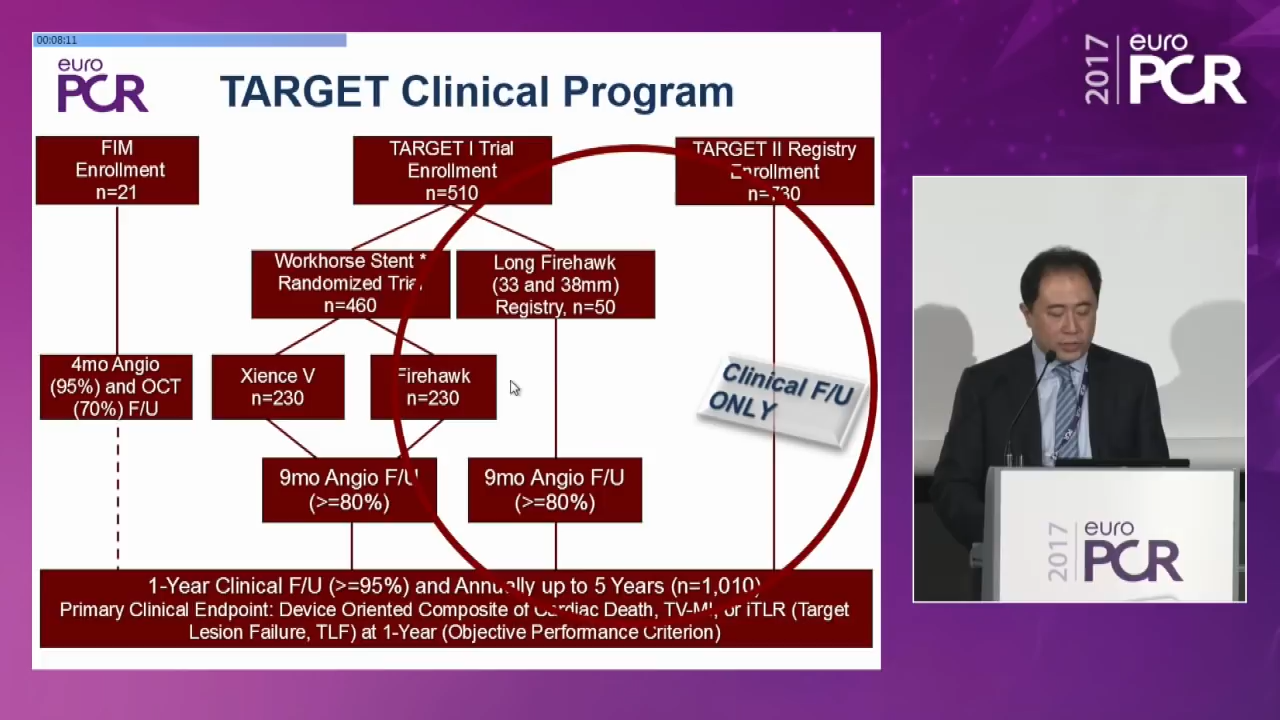 00:08:11
euro
PCR
TARGET Clinical Program
FIM
Enrollment
n=21
TARGET I Trial
Enrollment
n=510
TARGET II Registry
Enrollment
n=730
Workhorse Stent *
Randomized Trial
n=460
Long Firehawk
(33 and 38mm)
Registry, n=50
4mo Angio
(95%) and OCT
(70%) F/U
Xience V
n=230
Firehawk
n=230
Clinical F/U
ONLY
9mo Angio F/U
(>=80%)
9mo Angio F/U
(>=80%)
1-Year Clinical F/U (>=95%) and Annually up to 5 Years (n=1,010)
Primary Clinical Endpoint: Device Oriented Composite of Cardiac Death, TV-MI, or iTLR (Target
Lesion Failure, TLF) at 1-Year (Objective Performance Criterion)
2017
euro
PCR
2017
euro
PCR